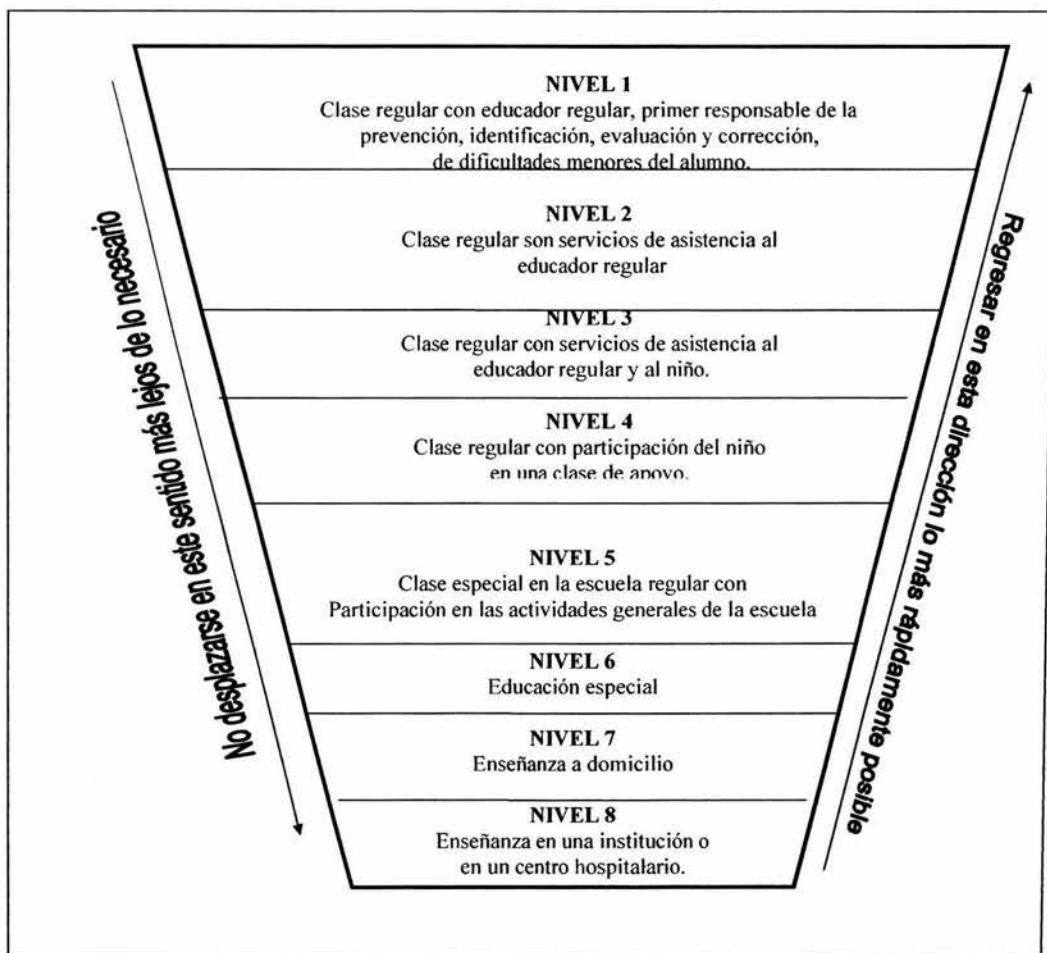 NIVEL 1
Clase regular con educador regular, primer responsable de la
prevención, identificación, evaluación y corrección,
de dificultades menores del alumno.
NIVEL 2
Clase regular son servicios de asistencia al
educador regular
NIVEL 3
Clase regular con servicios de asistencia al
educador regular y al niño.
NIVEL 4
Clase regular con participación del niño
en una clase de apoyo.
NIVEL 5
Clase especial en la escuela regular con
Participación en las actividades generales de la escuela
NIVEL 6
Educación especial
NIVEL 7
Enseñanza a domicilio
NIVEL 8
Enseñanza en una institución o
en un centro hospitalario.
No desplazarse en este sentido más lejos de lo necesario
Regresar en esta dirección lo más rápidamente posible